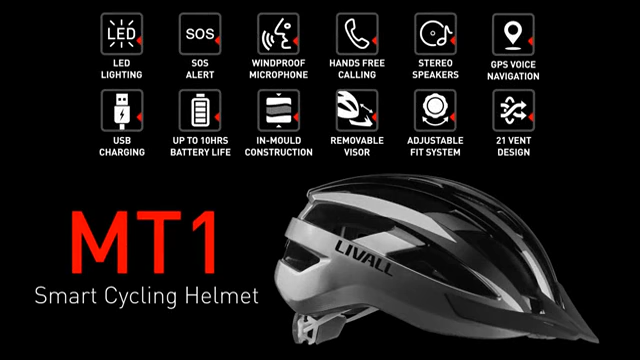 LED
SOS
LED
LIGHTING
SOS
ALERT
WINDPROOF
MICROPHONE
HANDS FREE
CALLING
STEREO
SPEAKERS
GPS VOICE
NAVIGATION
USB
CHARGING
UP TO 10HRS
BATTERY LIFE
IN-MOULD
CONSTRUCTION
REMOVABLE
VISOR
ADJUSTABLE
FIT SYSTEM
21 VENT
DESIGN
MT1
Smart Cycling Helmet
LIVALL